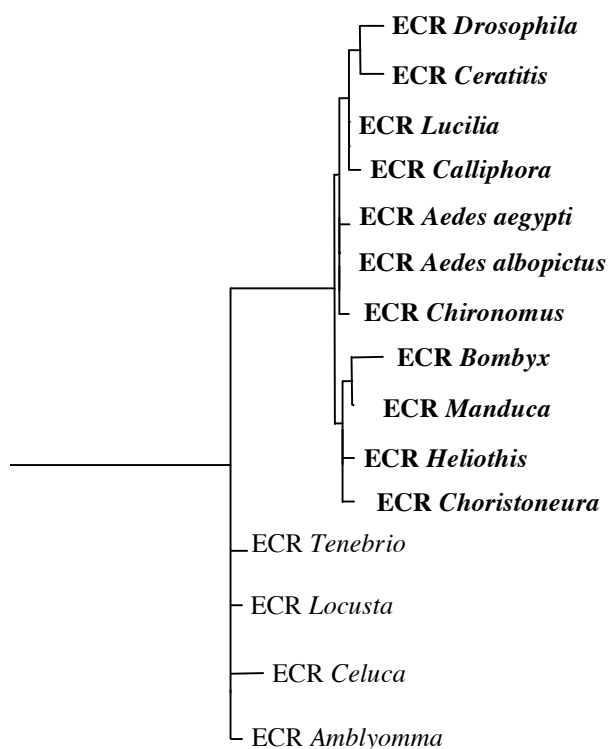 ECR Drosophila
ECR Ceratitis
ECR Lucilia
ECR Calliphora
ECR Aedes aegypti
ECR Aedes albopictus
ECR Chironomus
ECR Bombyx
ECR Manduca
ECR Heliothis
ECR Choristoneura
ECR Tenebrio
ECR Locusta
ECR Celuca
ECR Amblyomma